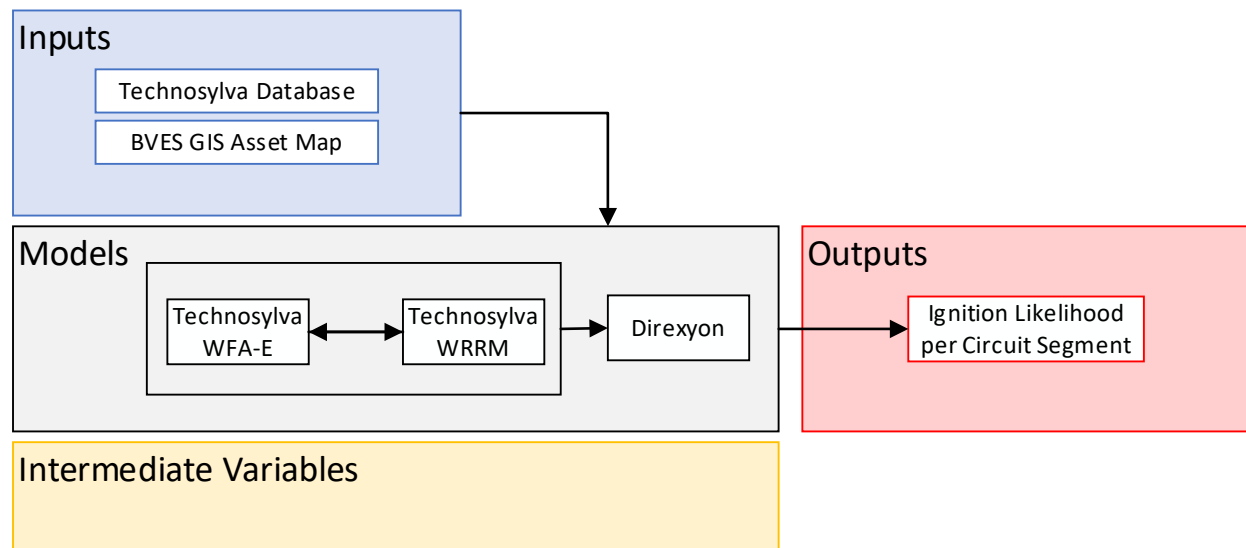 Inputs
Technosylva Database
BVES GIS Asset Map
Models
Technosylva
WFA-E
Technosylva
WRRM
Direxyon
Outputs
Ignition Likelihood
per Circuit Segment
Intermediate Variables